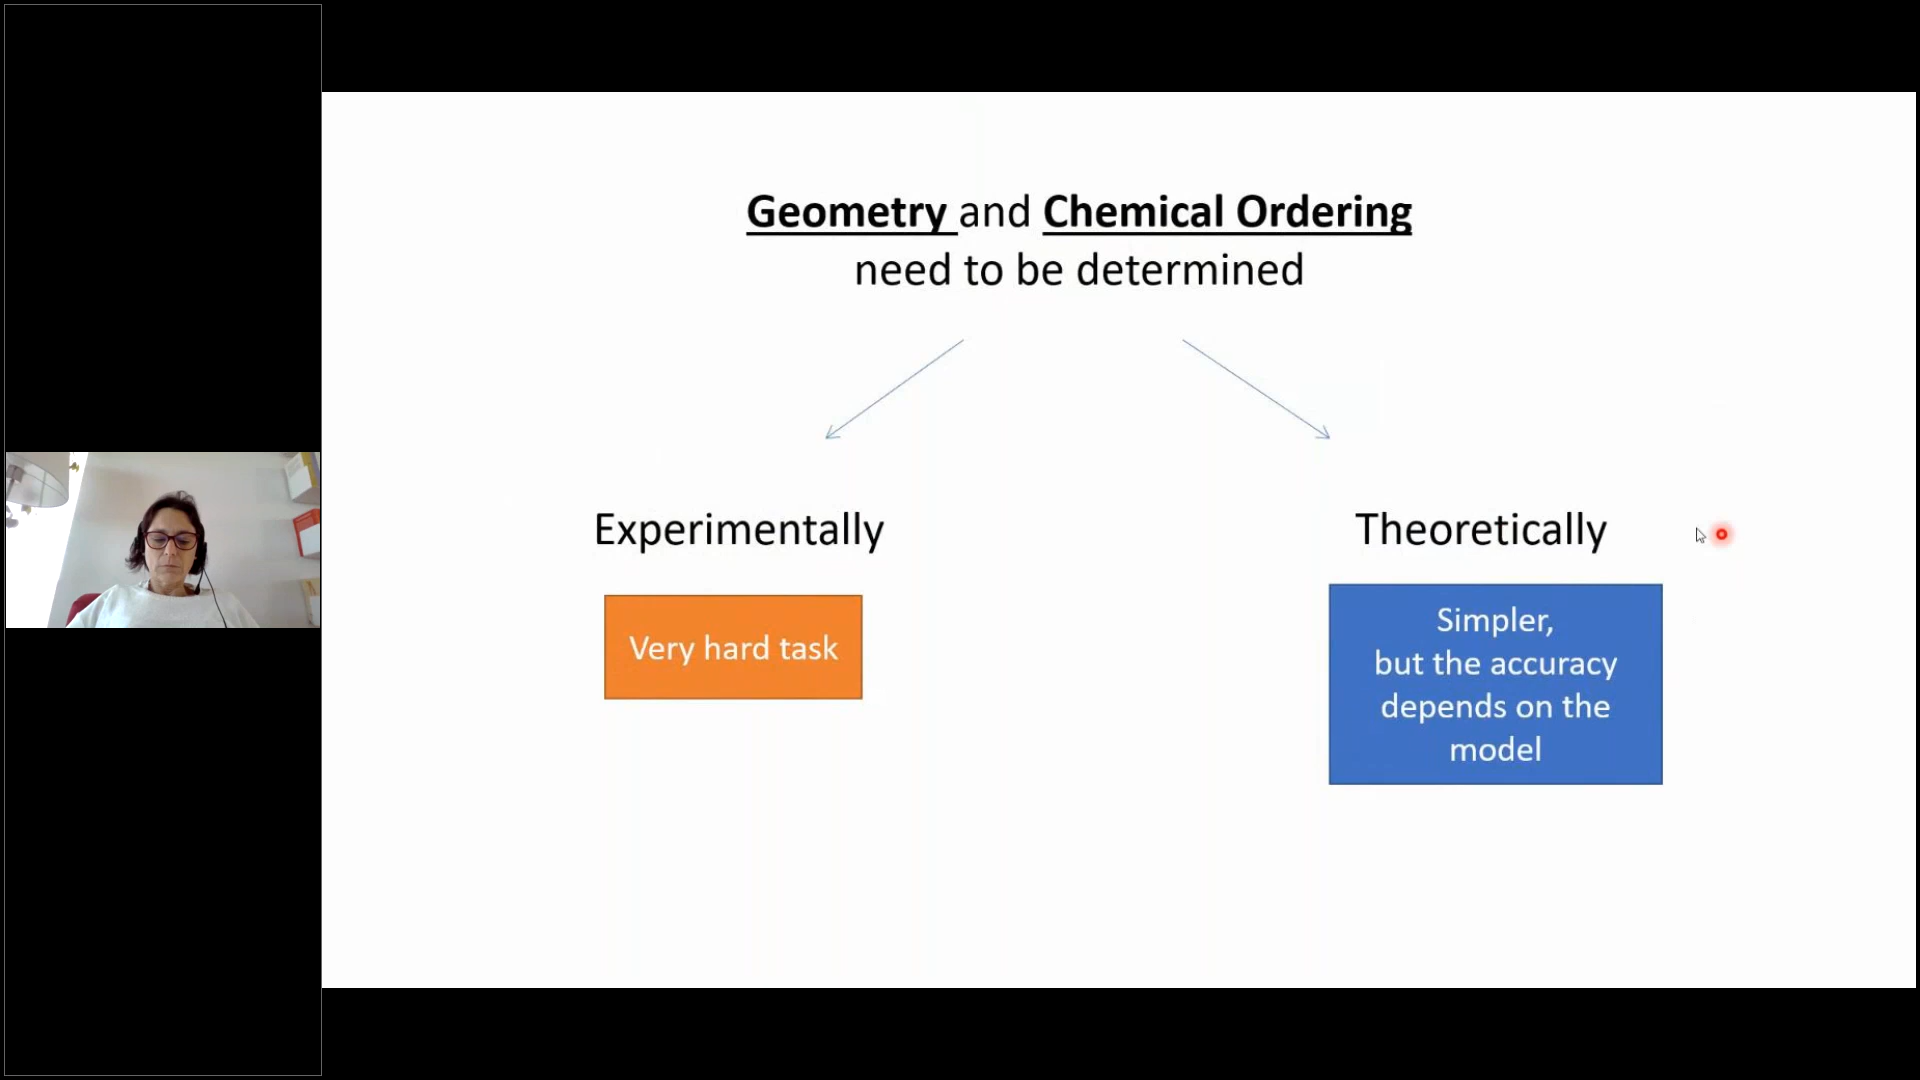 Geometry and Chemical Ordering
need to be determined
Experimentally
Very hard task
Theoretically
Simpler,
but the accuracy
depends on the
model